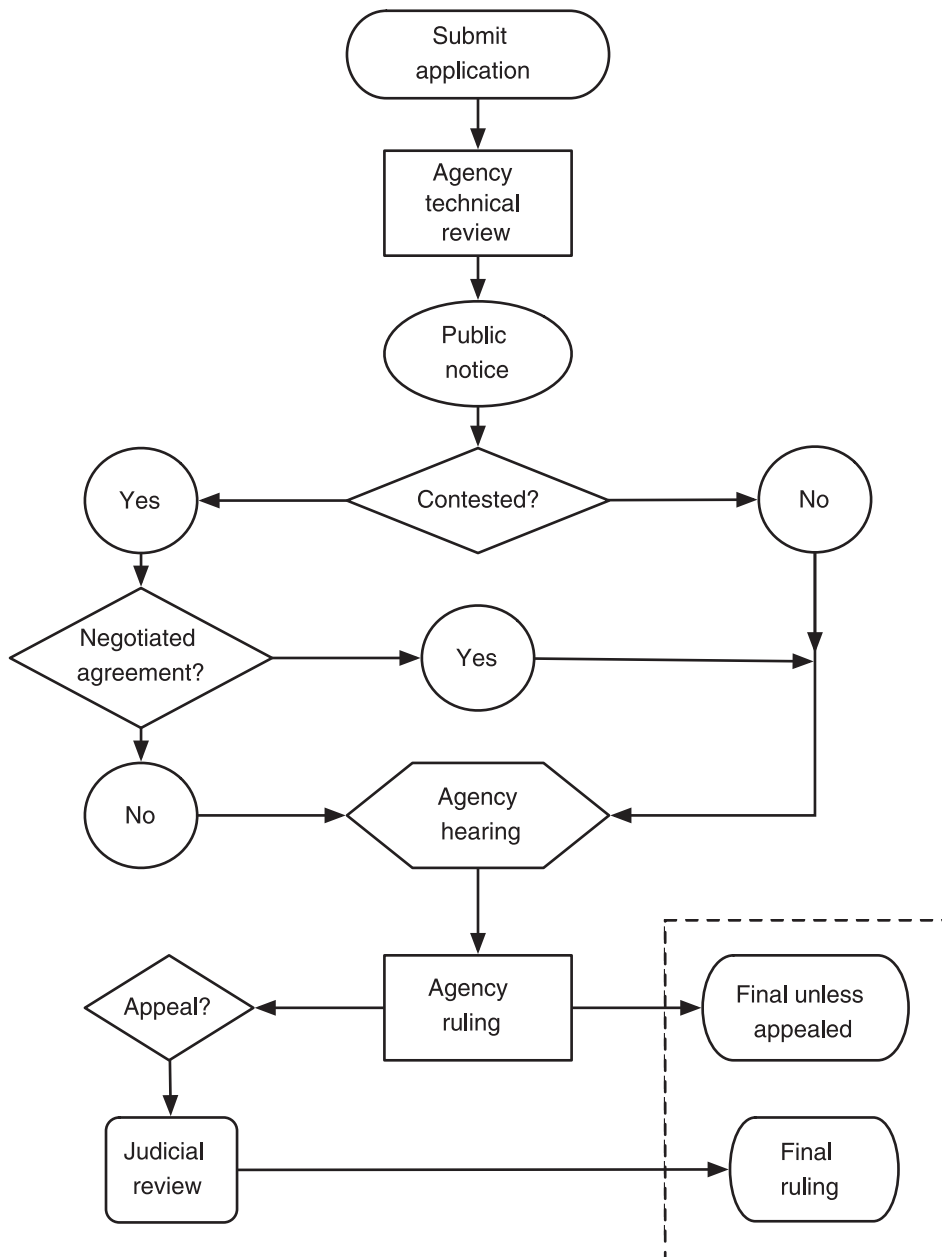 Submit
application
Agency
technical
review
Public
notice
Yes
Contested?
No
Negotiated
agreement?
Yes
No
Agency
hearing
Appeal?
Agency
ruling
Final unless
appealed
Judicial
review
Final
ruling